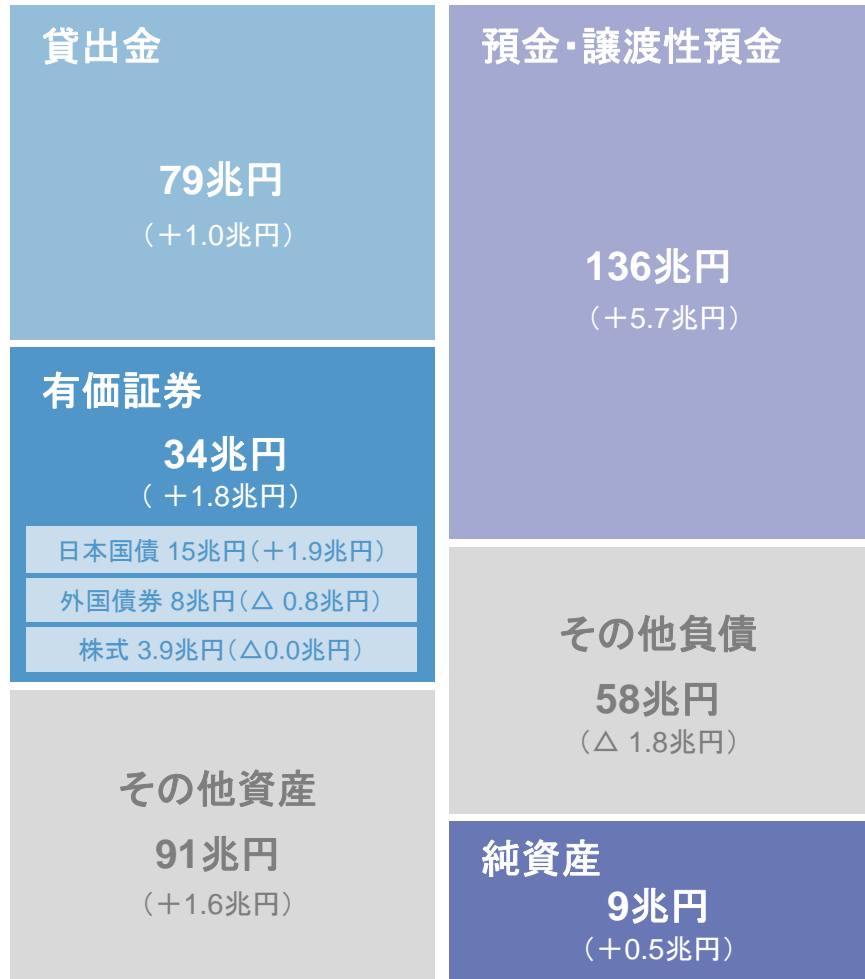 貸出金
79兆円
(＋1.0兆円)
有価証券
34兆円
( ＋1.8兆円)
日本国債 15兆円(＋1.9兆円)
外国債券 8兆円(△ 0.8兆円)
株式 3.9兆円(△0.0兆円)
その他資産
91兆円
(＋1.6兆円)
預金・譲渡性預金
136兆円
(＋5.7兆円)
その他負債
58兆円
(△ 1.8兆円)
純資産
9兆円
(＋0.5兆円)